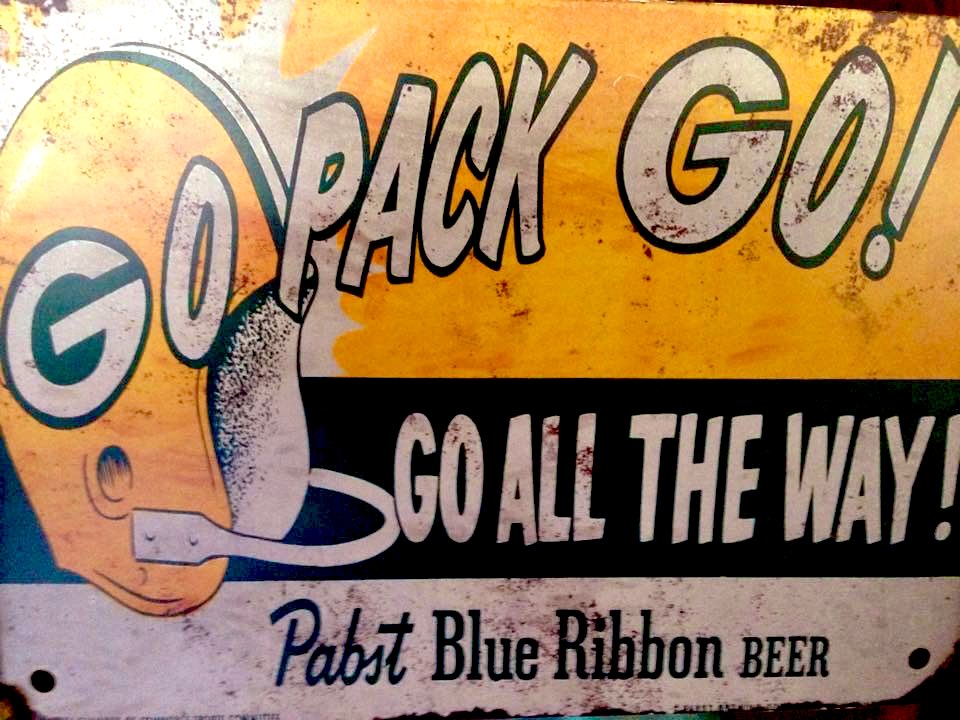 GO PACK GO!
GO ALL THE WAY!
Pabst Blue Ribbon BEER